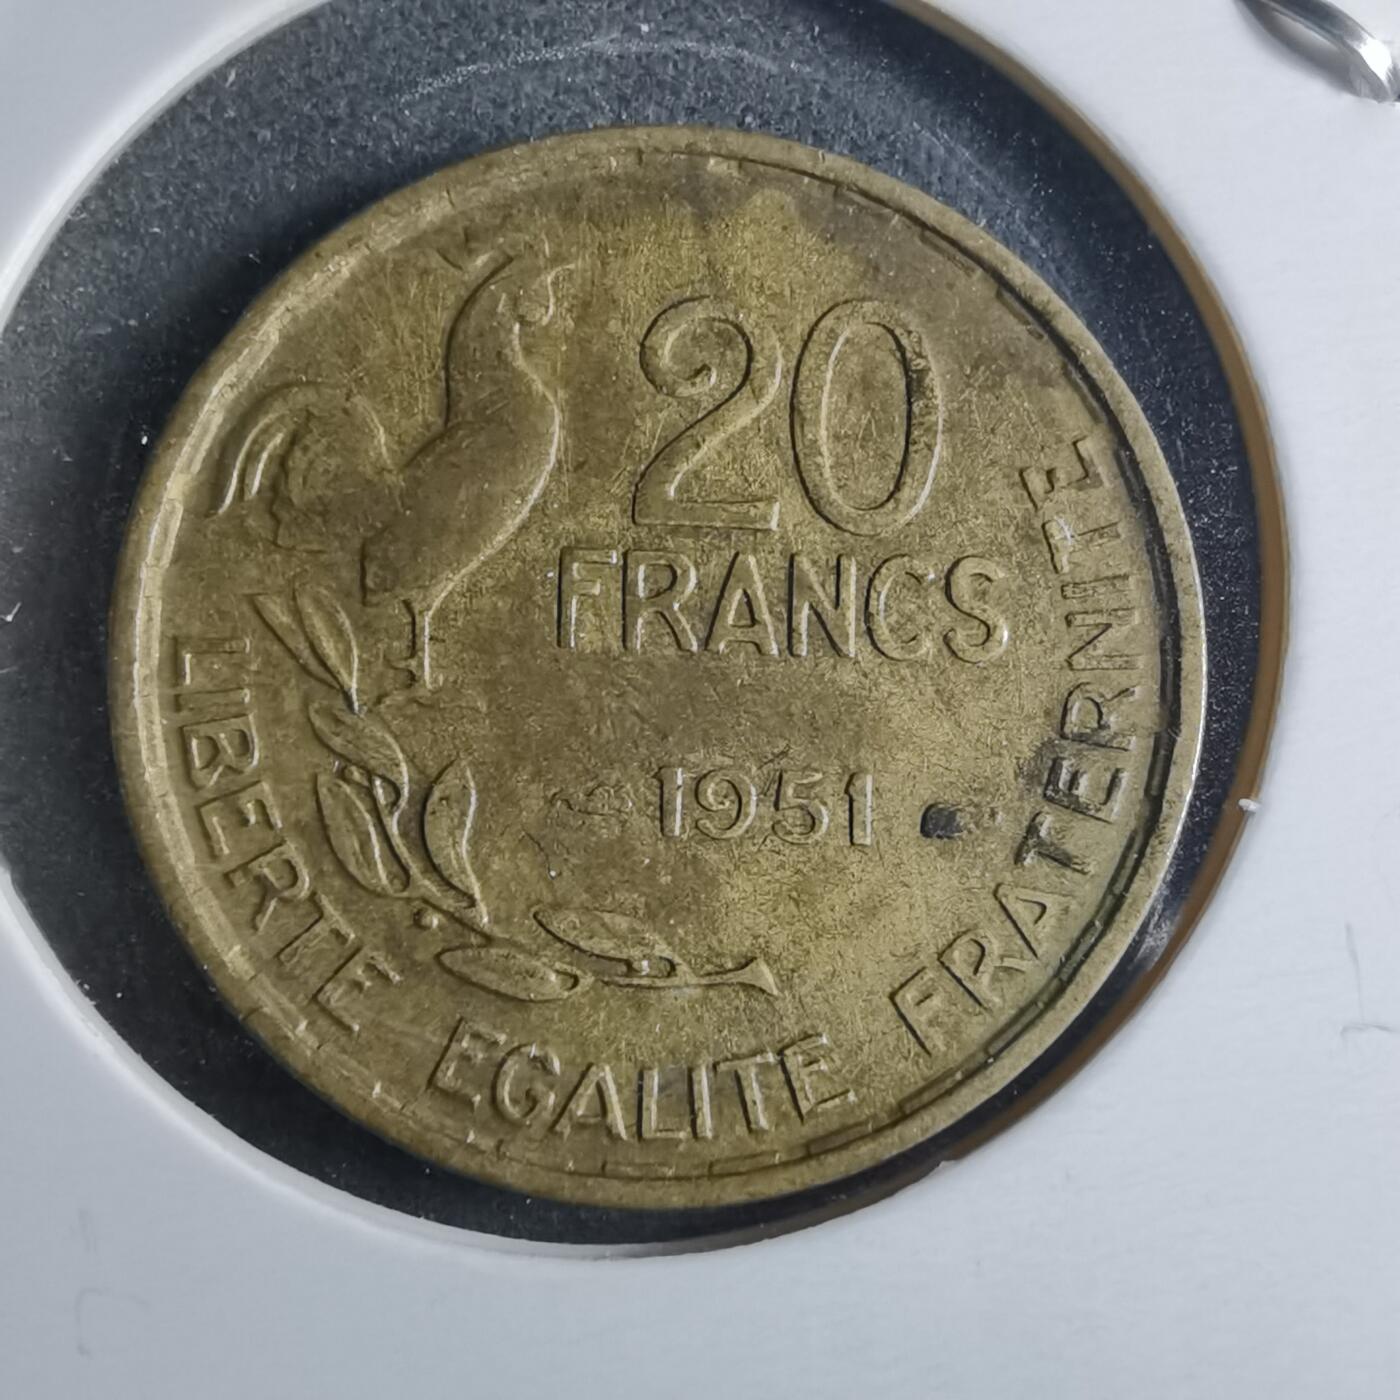 20
FRANCS
1951
LIBERTE EGALITE FRATERNITE